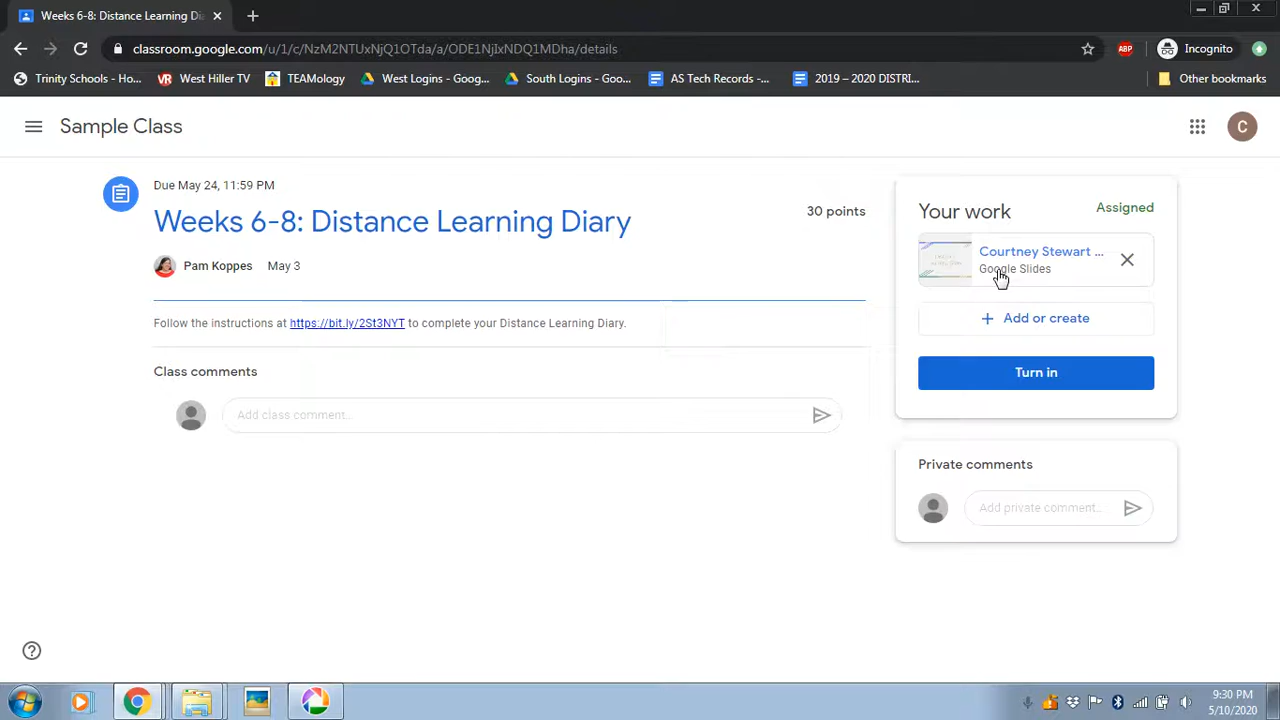 Weeks 6-8: Distance Learning Di
classroom.google.com/u/1/c/NzM2NTUxNjQ1OTda/a/ODE1NjIxNDQ1MDha/details
ABP
Incognito
Trinity Schools - Ho...
VR West Hiller TV
TEAMology
West Logins - Goog...
South Logins - Goo...
AS Tech Records -...
2019 – 2020 DISTRI...
Other bookmarks
Sample Class
C
Due May 24, 11:59 PM
Weeks 6-8: Distance Learning Diary
30 points
Pam Koppes May 3
Follow the instructions at https://bit.ly/2St3NYT to complete your Distance Learning Diary.
Class comments
Add class comment...
Your work
Assigned
Courtney Stewart ...
Google Slides
+ Add or create
Turn in
Private comments
Add private comment...
9:30 PM
5/10/2020